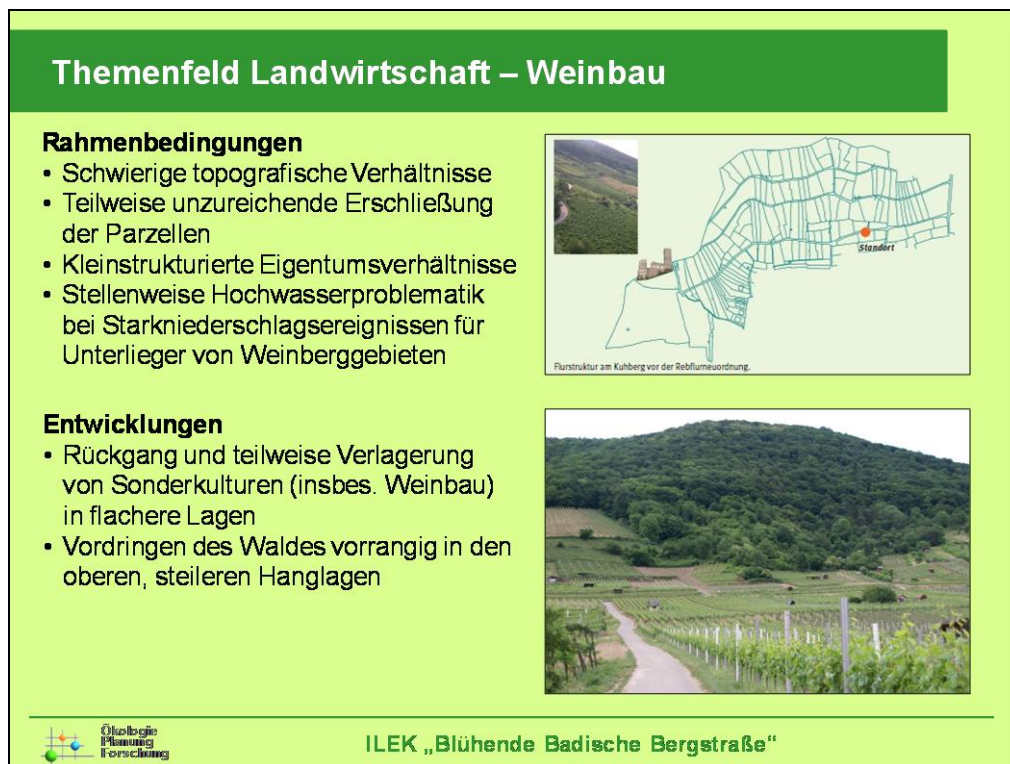 Themenfeld Landwirtschaft – Weinbau
Rahmenbedingungen
• Schwierige topografische Verhältnisse
• Teilweise unzureichende Erschließung
der Parzellen
• Kleinstrukturierte Eigentumsverhältnisse
• Stellenweise Hochwasserproblematik
bei Starkniederschlagsereignissen für
Unterlieger von Weinberggebieten
Standort
Flurstruktur am Kuhberg vor der Rebflurneuordnung.
Entwicklungen
• Rückgang und teilweise Verlagerung
von Sonderkulturen (insbes. Weinbau)
in flachere Lagen
• Vordringen des Waldes vorrangig in den
oberen, steileren Hanglagen
Ökologie
Planung
Forschung
ILEK „Blühende Badische Bergstraße“